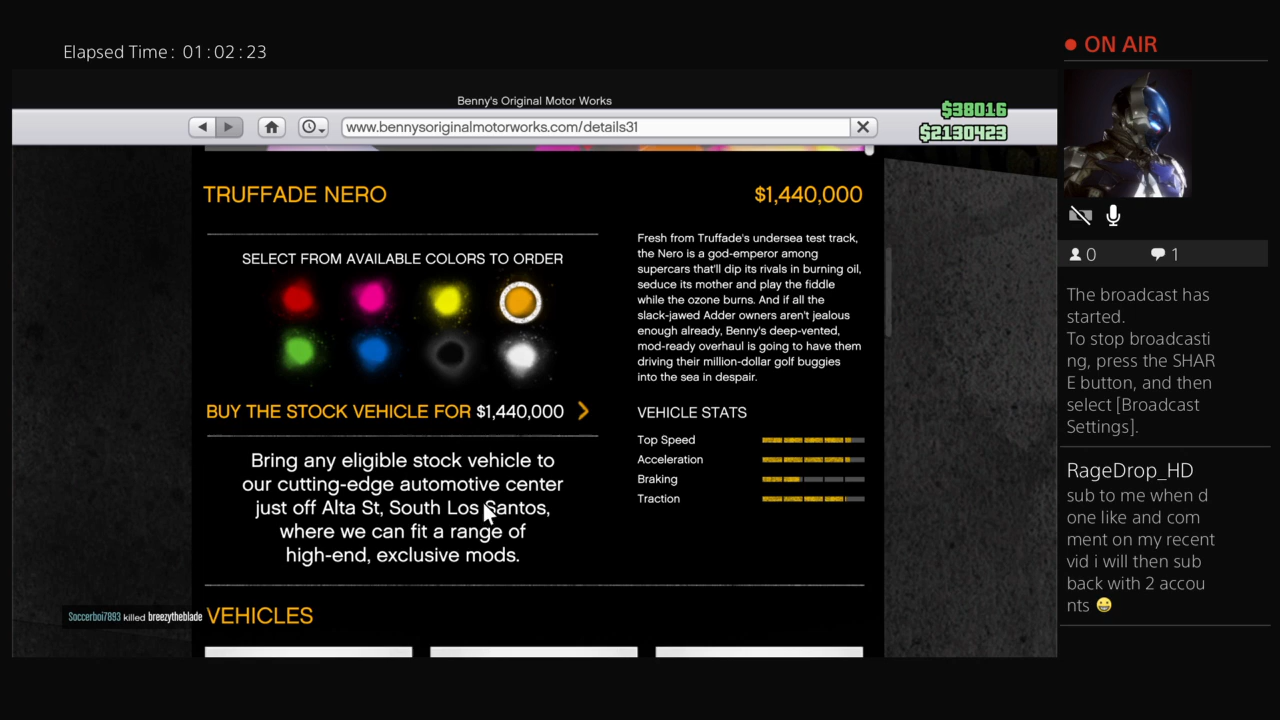 Elapsed Time: 01:02:23
ON AIR
Benny's Original Motor Works
www.bennysoriginalmotorworks.com/details31
$38016
$2130423
TRUFFADE NERO
$1,440,000
SELECT FROM AVAILABLE COLORS TO ORDER
BUY THE STOCK VEHICLE FOR $1,440,000
Bring any eligible stock vehicle to
our cutting-edge automotive center
just off Alta St, South Los Santos,
where we can fit a range of
high-end, exclusive mods.
Fresh from Truffade's undersea test track,
the Nero is a god-emperor among
supercars that'll dip its rivals in burning oil,
seduce its mother and play the fiddle
while the ozone burns. And if all the
slack-jawed Adder owners aren't jealous
enough already, Benny's deep-vented,
mod-ready overhaul is going to have them
driving their million-dollar golf buggies
into the sea in despair.
VEHICLE STATS
Top Speed
Acceleration
Braking
Traction
Soccerboi7893 killed breezytheblade
VEHICLES
0
1
The broadcast has
started.
To stop broadcasti
ng, press the SHAR
E button, and then
select [Broadcast
Settings].
RageDrop_HD
sub to me when d
one like and com
ment on my recent
vid i will then sub
back with 2 accou
nts 😀